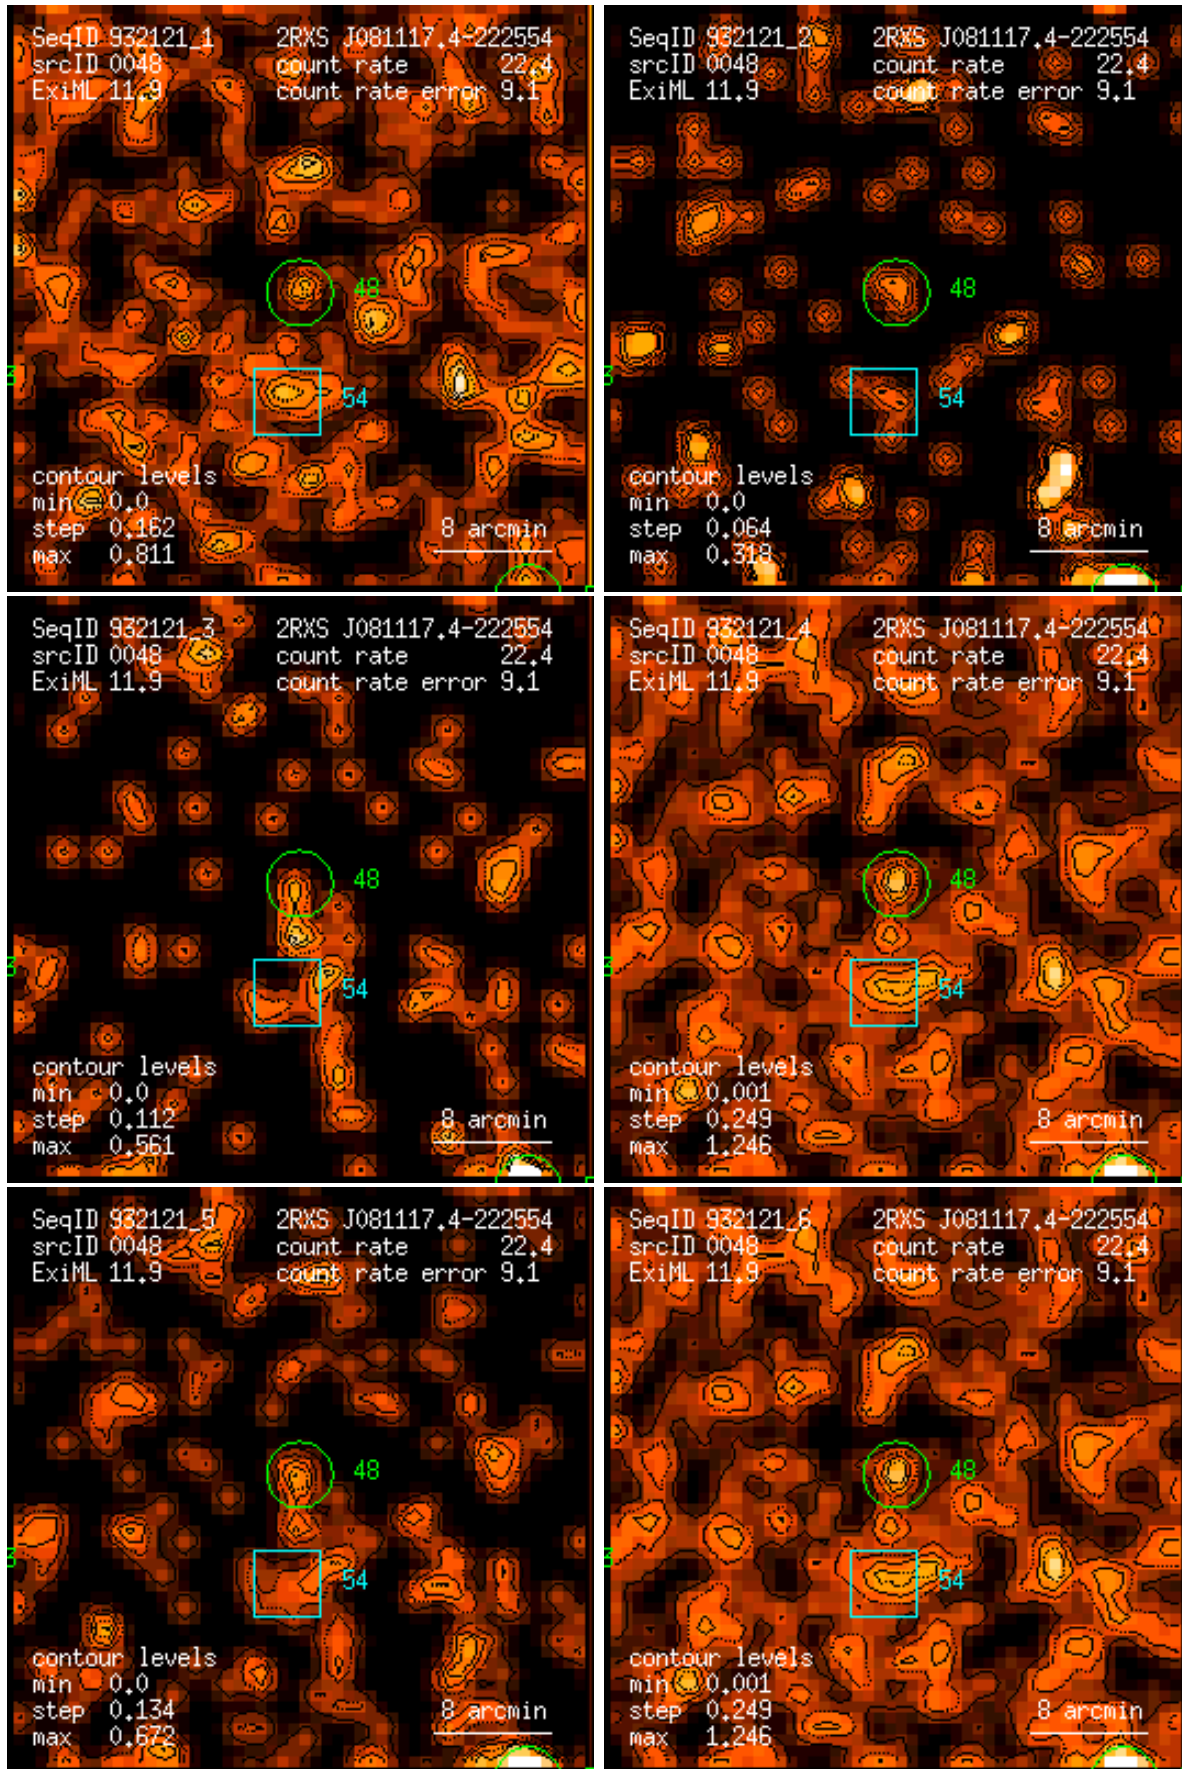 SeqID 932121_1 2RXS J081117.4-222554
srcID 0048 count rate 22.4
ExiML 11.9 count rate error 9.1
48
54
contour levels
min 0.0
step 0.162 8 arcmin
max 0.811
SeqID 932121_2 2RXS J081117.4-222554
srcID 0048 count rate 22.4
ExiML 11.9 count rate error 9.1
48
54
contour levels
min 0.0
step 0.064 8 arcmin
max 0.318
SeqID 932121_3 2RXS J081117.4-222554
srcID 0048 count rate 22.4
ExiML 11.9 count rate error 9.1
48
54
contour levels
min 0.0
step 0.112 8 arcmin
max 0.561
SeqID 932121_4 2RXS J081117.4-222554
srcID 0048 count rate 22.4
ExiML 11.9 count rate error 9.1
48
54
contour levels
min 0.001
step 0.249 8 arcmin
max 1.246
SeqID 932121_5 2RXS J081117.4-222554
srcID 0048 count rate 22.4
ExiML 11.9 count rate error 9.1
48
54
contour levels
min 0.0
step 0.134 8 arcmin
max 0.672
SeqID 932121_6 2RXS J081117.4-222554
srcID 0048 count rate 22.4
ExiML 11.9 count rate error 9.1
48
54
contour levels
min 0.001
step 0.249 8 arcmin
max 1.246